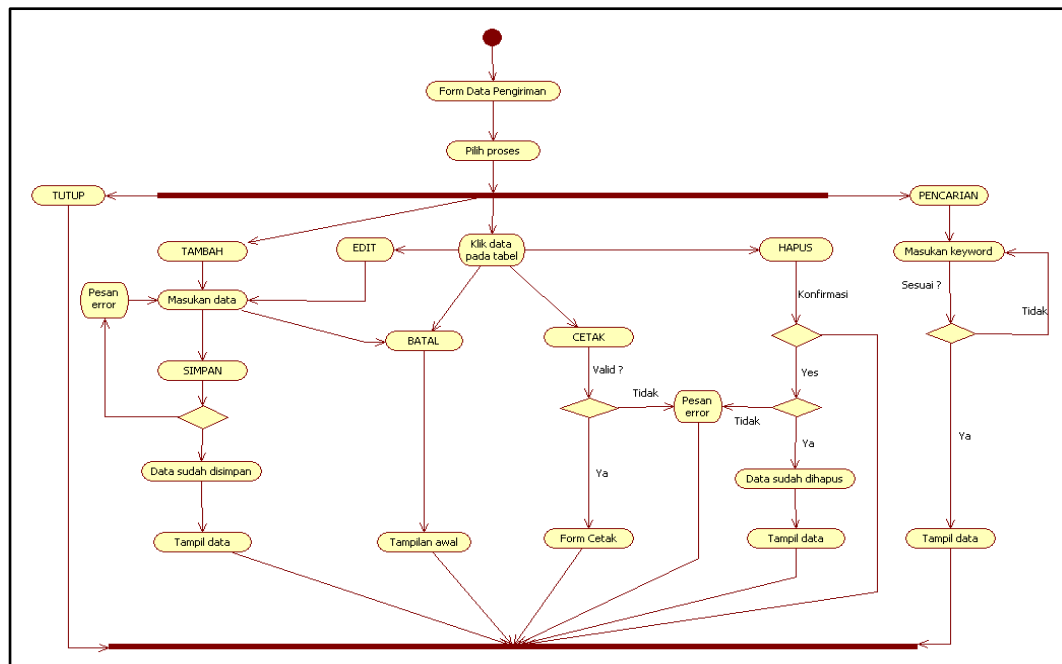 Form Data Pengiriman
Pilih proses
TUTUP
PENCARIAN
TAMBAH
EDIT
Klik data
pada tabel
HAPUS
Masukan keyword
Pesan
error
Masukan data
Konfirmasi
Sesuai ?
Tidak
BATAL
CETAK
SIMPAN
Valid ?
Yes
Tidak
Pesan
error
Tidak
Ya
Ya
Data sudah disimpan
Ya
Data sudah dihapus
Tampil data
Tampilan awal
Form Cetak
Tampil data
Tampil data